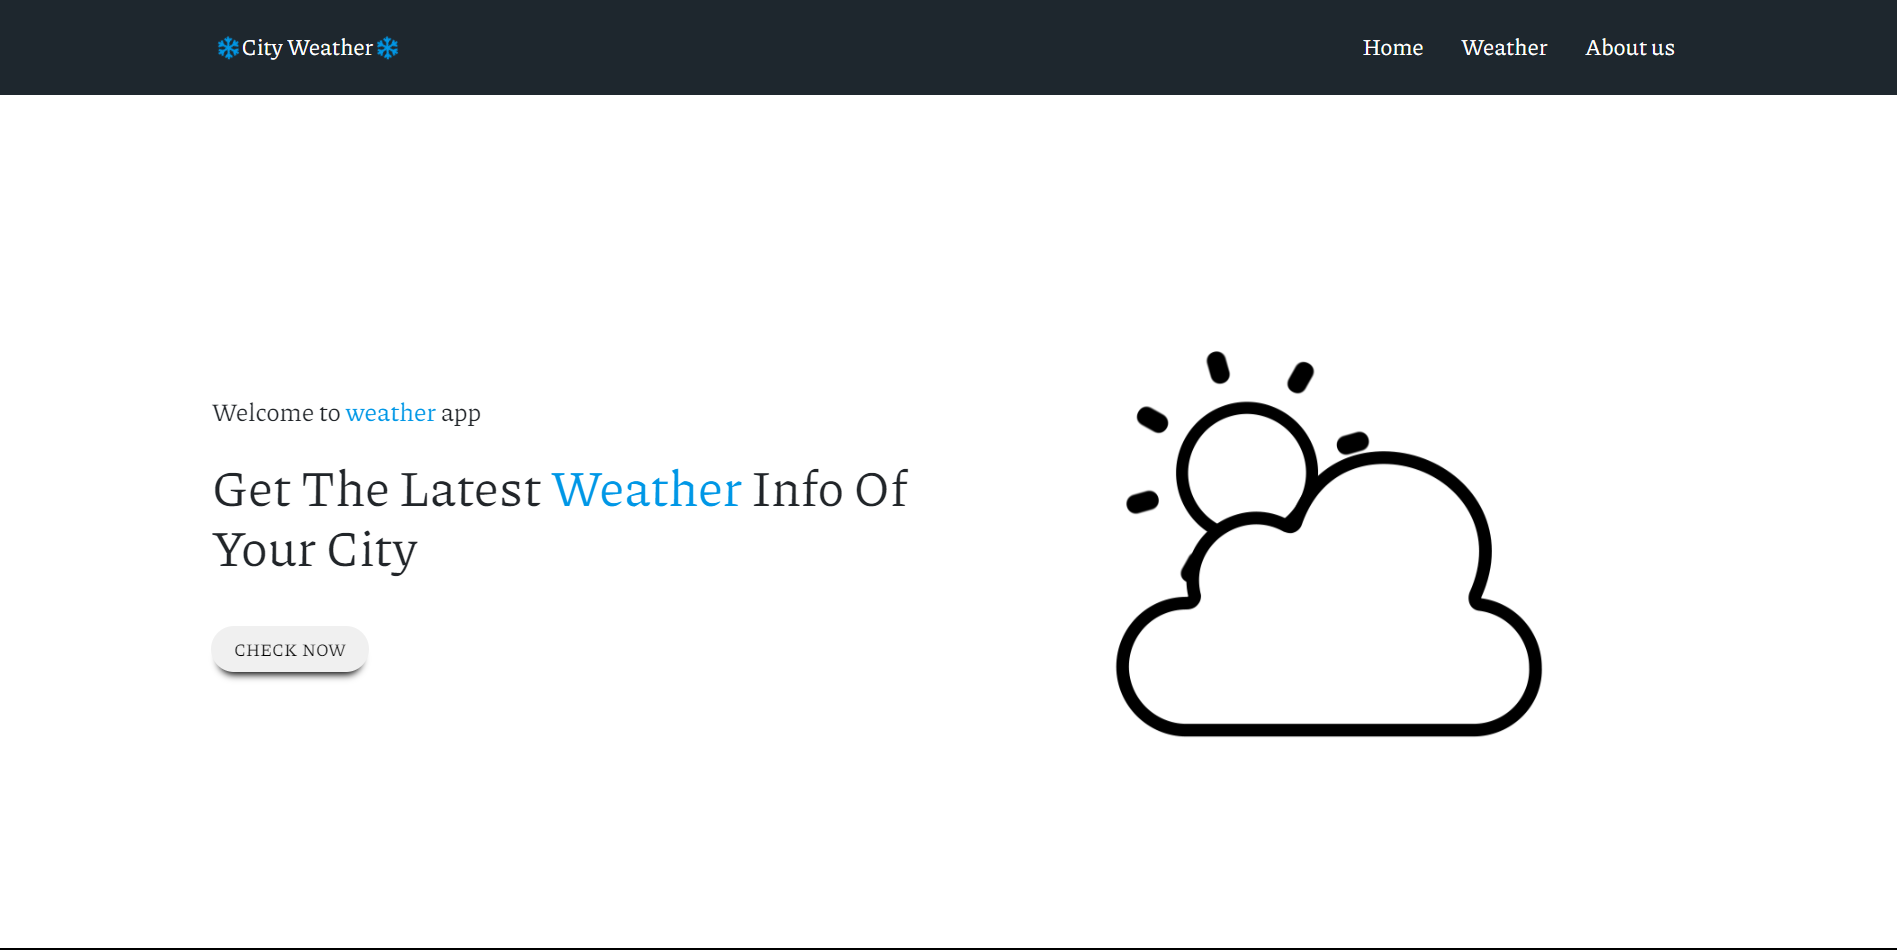 ❄City Weather❄
Home Weather About us
Welcome to weather app
Get The Latest Weather Info Of
Your City
CHECK NOW